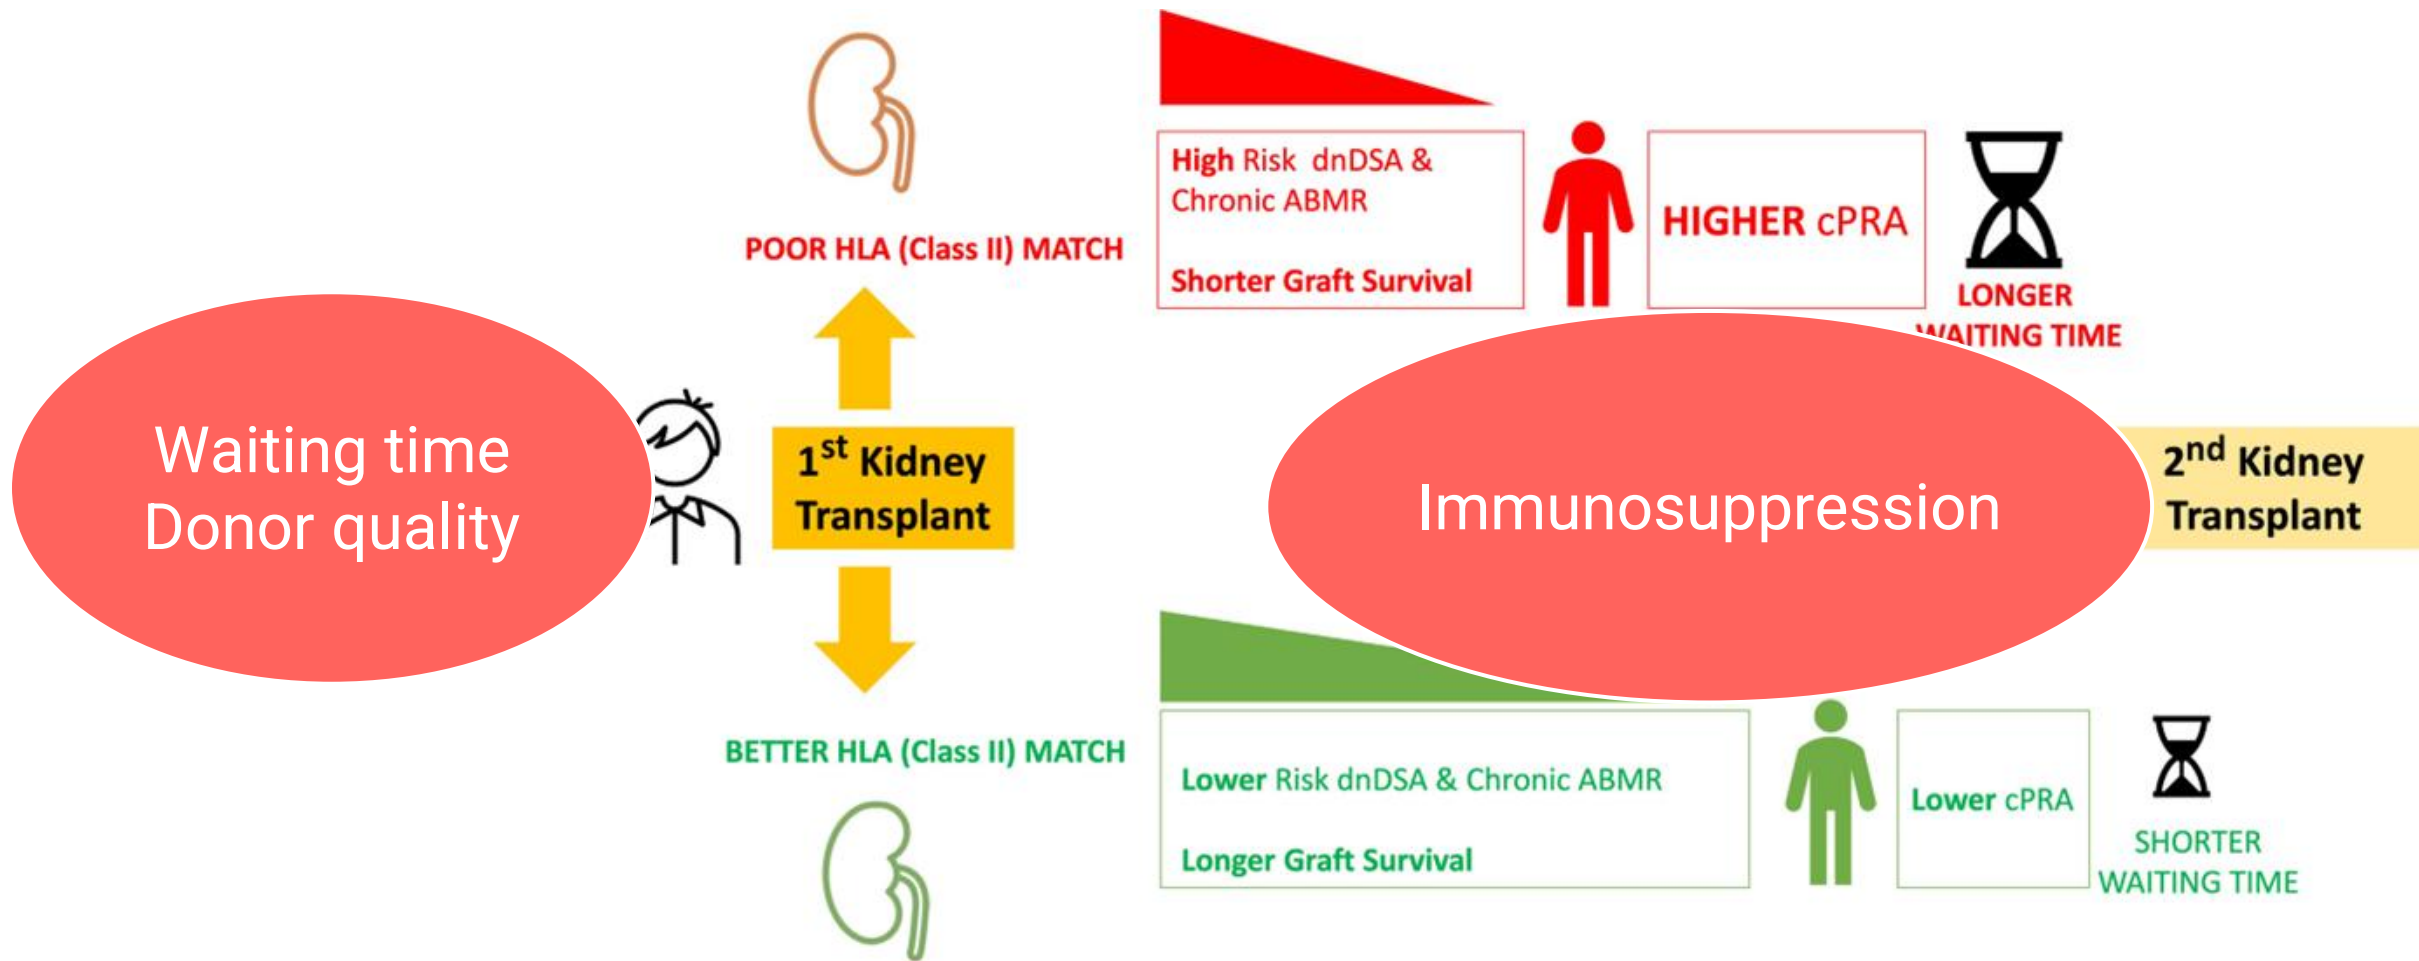 POOR HLA (Class II) MATCH
High Risk dnDSA &
Chronic ABMR
Shorter Graft Survival
HIGHER cPRA
LONGER
WAITING TIME
Waiting time
Donor quality
1st Kidney
Transplant
Immunosuppression
2nd Kidney
Transplant
BETTER HLA (Class II) MATCH
Lower Risk dnDSA & Chronic ABMR
Longer Graft Survival
Lower cPRA
SHORTER
WAITING TIME